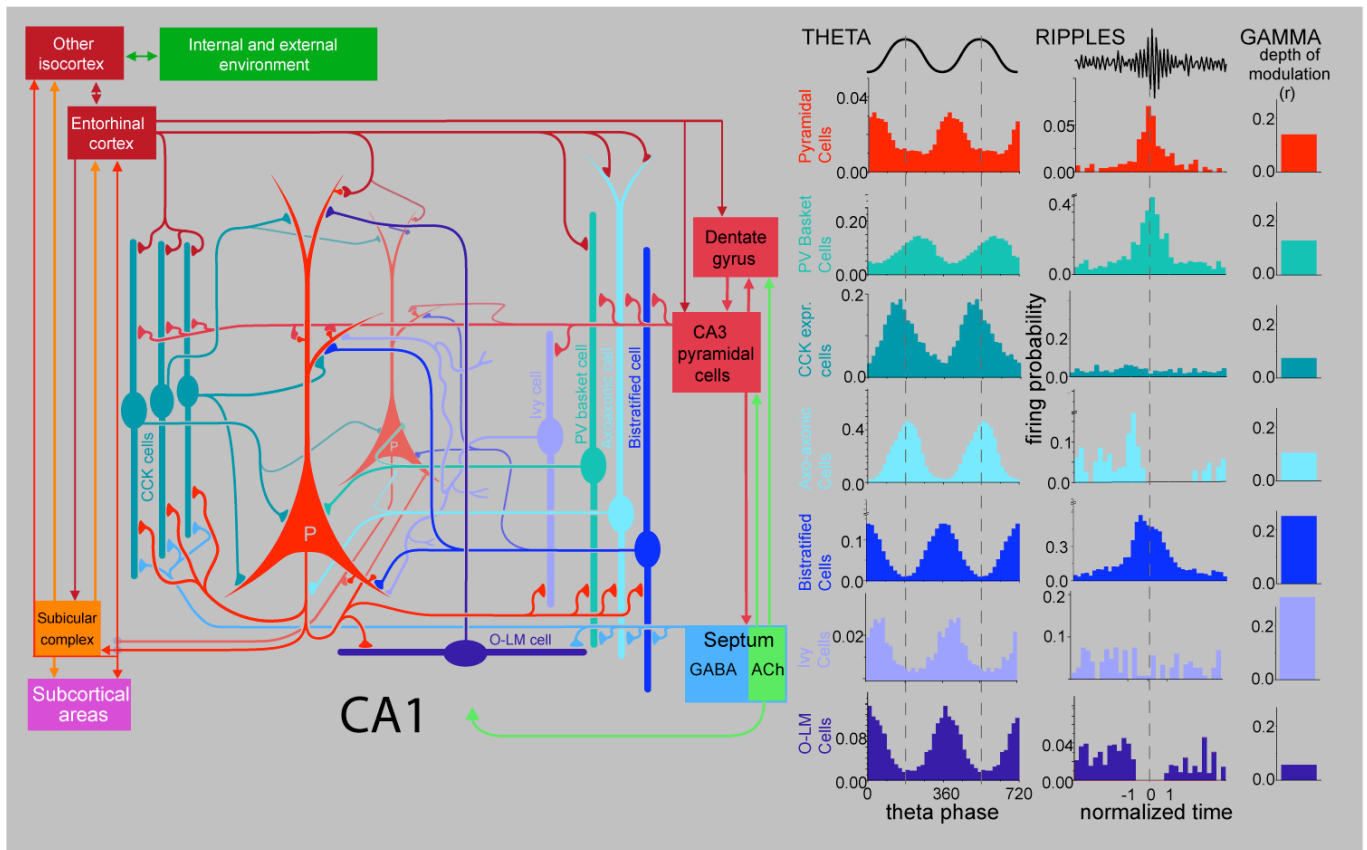 Other
isocortex
Internal and external
environment
Entorhinal
cortex
Dentate
gyrus
CA3
pyramidal
cells
CCK cells
Ivy cell
PV basket cell
Axoaxonic cell
Bistratified cell
P
P
Subicular
complex
Subcortical
areas
O-LM cell
Septum
GABA
ACh
CA1
THETA
RIPPLES
GAMMA
depth of
modulation
(r)
Pyramidal
Cells
0.04
0.00
0.05
0.00
0.2
0.0
PV Basket
Cells
0.20
0.00
0.4
0.0
0.2
0.0
CCK expr.
cells
0.2
0.0
0.2
0.0
firing probability
Axo-axonic
Cells
0.4
0.0
0.1
0.0
0.2
0.0
Bistratified
Cells
0.1
0.0
0.3
0.0
0.2
0.0
Ivy
Cells
0.02
0.00
0.2
0.1
0.2
0.0
O-LM
Cells
0.08
0.00
0.04
0.00
0.2
0.0
0
360
720
-1
0
1
theta phase
normalized time